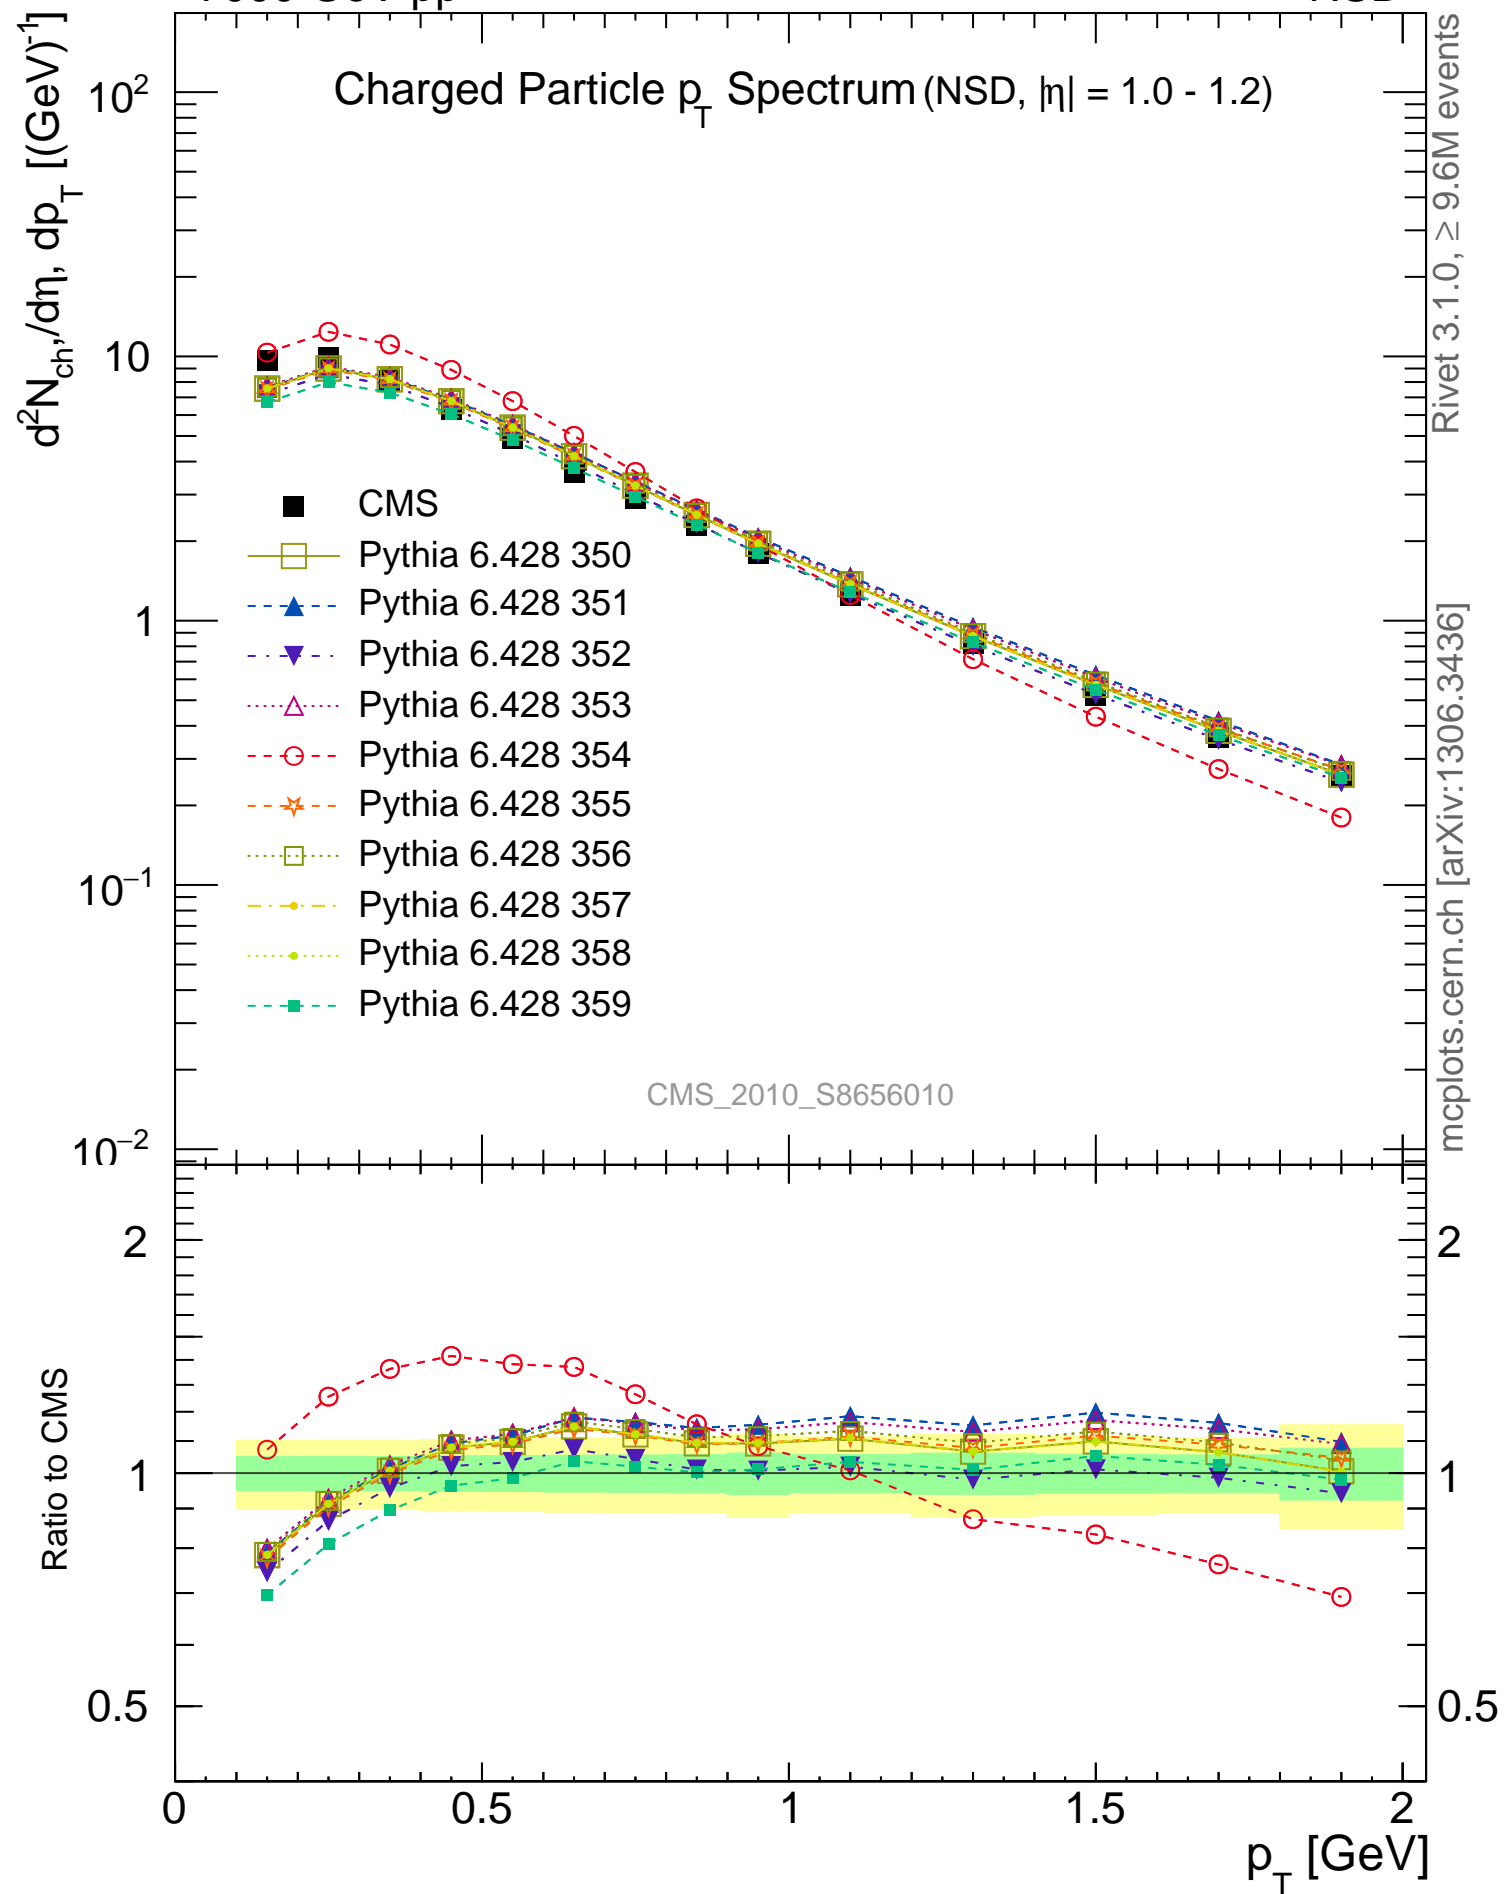 Charged Particle p_T Spectrum (NSD, |η| = 1.0 - 1.2)
d²N_ch,/dη, dp_T [(GeV)⁻¹]
10²
10
1
10⁻¹
10⁻²
CMS
Pythia 6.428 350
Pythia 6.428 351
Pythia 6.428 352
Pythia 6.428 353
Pythia 6.428 354
Pythia 6.428 355
Pythia 6.428 356
Pythia 6.428 357
Pythia 6.428 358
Pythia 6.428 359
CMS_2010_S8656010
Rivet 3.1.0, ≥ 9.6M events
mcplots.cern.ch [arXiv:1306.3436]
Ratio to CMS
2
1
0.5
2
1
0.5
0
0.5
1
1.5
2
p_T [GeV]